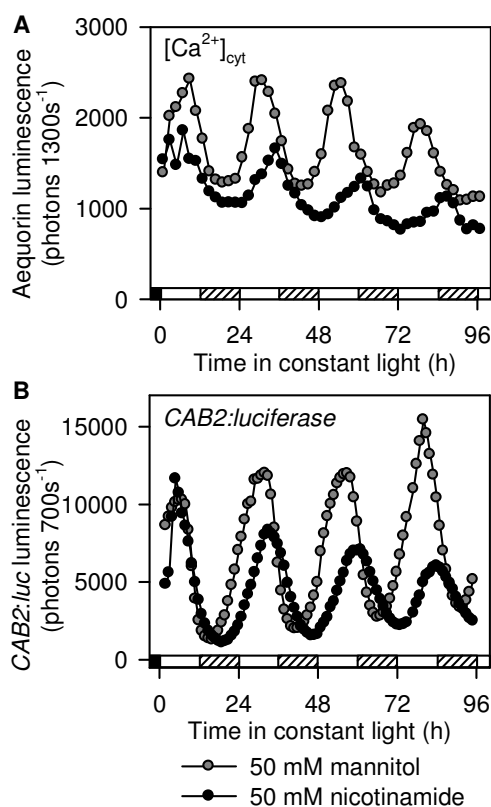 A
[Ca²⁺]cyt
Aequorin luminescence
(photons 1300s⁻¹)
3000
2000
1000
0
0 24 48 72 96
Time in constant light (h)
B
CAB2:luciferase
CAB2:luc luminescence
(photons 700s⁻¹)
15000
10000
5000
0
0 24 48 72 96
Time in constant light (h)
50 mM mannitol
50 mM nicotinamide